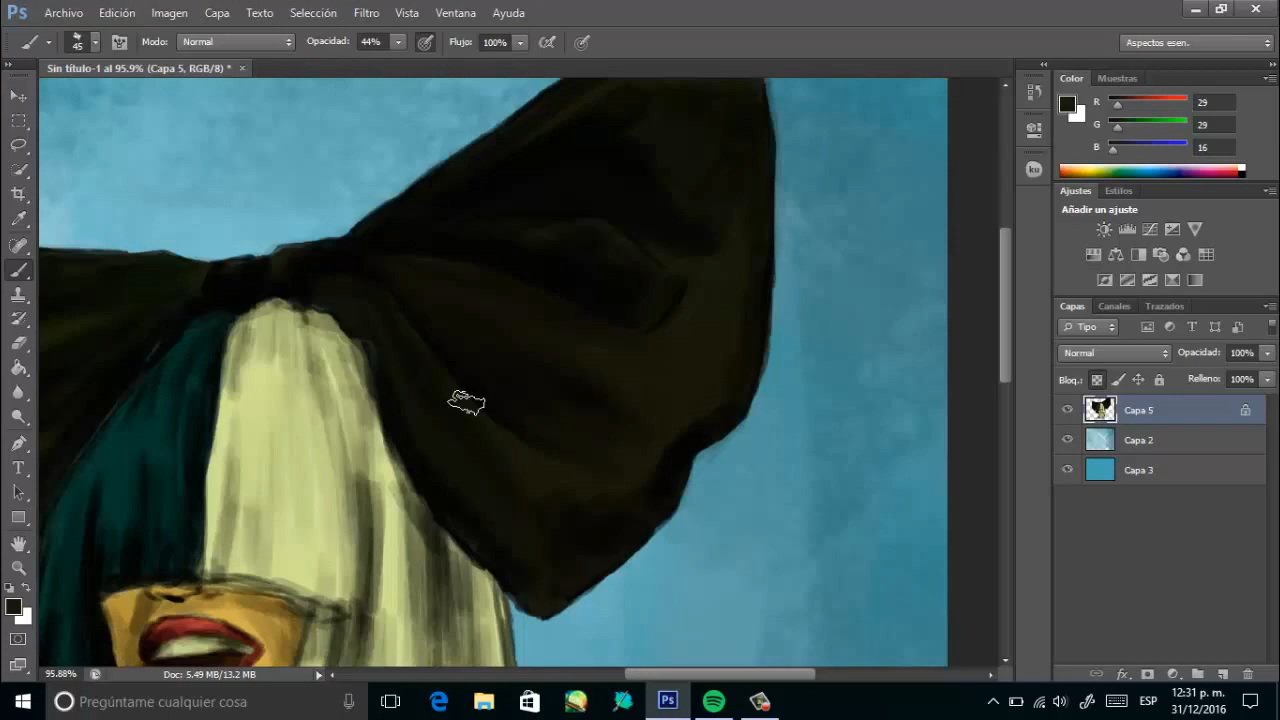 Ps Archivo Edición Imagen Capa Texto Selección Filtro Vista Ventana Ayuda
45 Modo: Normal Opacidad: 44% Flujo: 100% Aspectos esen.
Sin título-1 al 95.9% (Capa 5, RGB/8) * ×
Color Muestras
R 29
G 29
B 16
ku
Ajustes Estilos
Añadir un ajuste
Capas Canales Trazados
Tipo
Normal Opacidad: 100%
Bloq.: Relleno: 100%
Capa 5
Capa 2
Capa 3
T
95.88% Doc: 5.49 MB/13.2 MB
fx
Pregúntame cualquier cosa
Ps
ESP
12:31 p. m.
31/12/2016